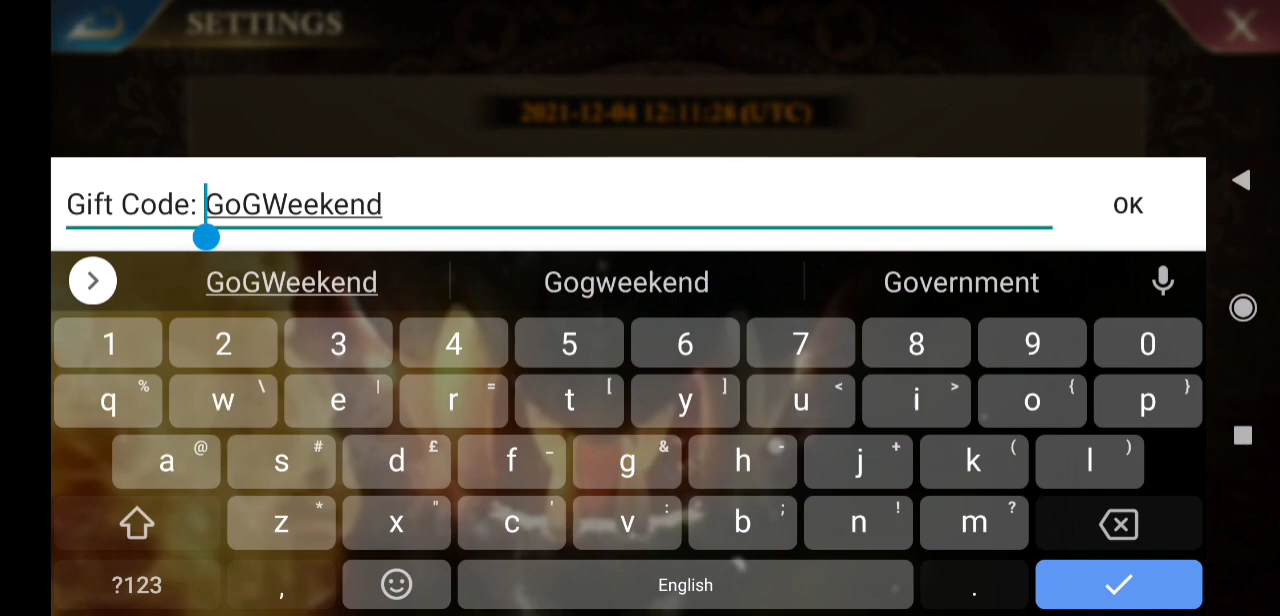 SETTINGS
2021-12-04 12:11:28 (UTC)
Gift Code: GoGWeekend
OK
GoGWeekend Gogweekend Government
1 2 3 4 5 6 7 8 9 0
% \ | = [ ] < > { }
q w e r t y u i o p
@ # £ _ & - + ( )
a s d f g h j k l
* " ' : ; ! ?
z x c v b n m
?123 , English .